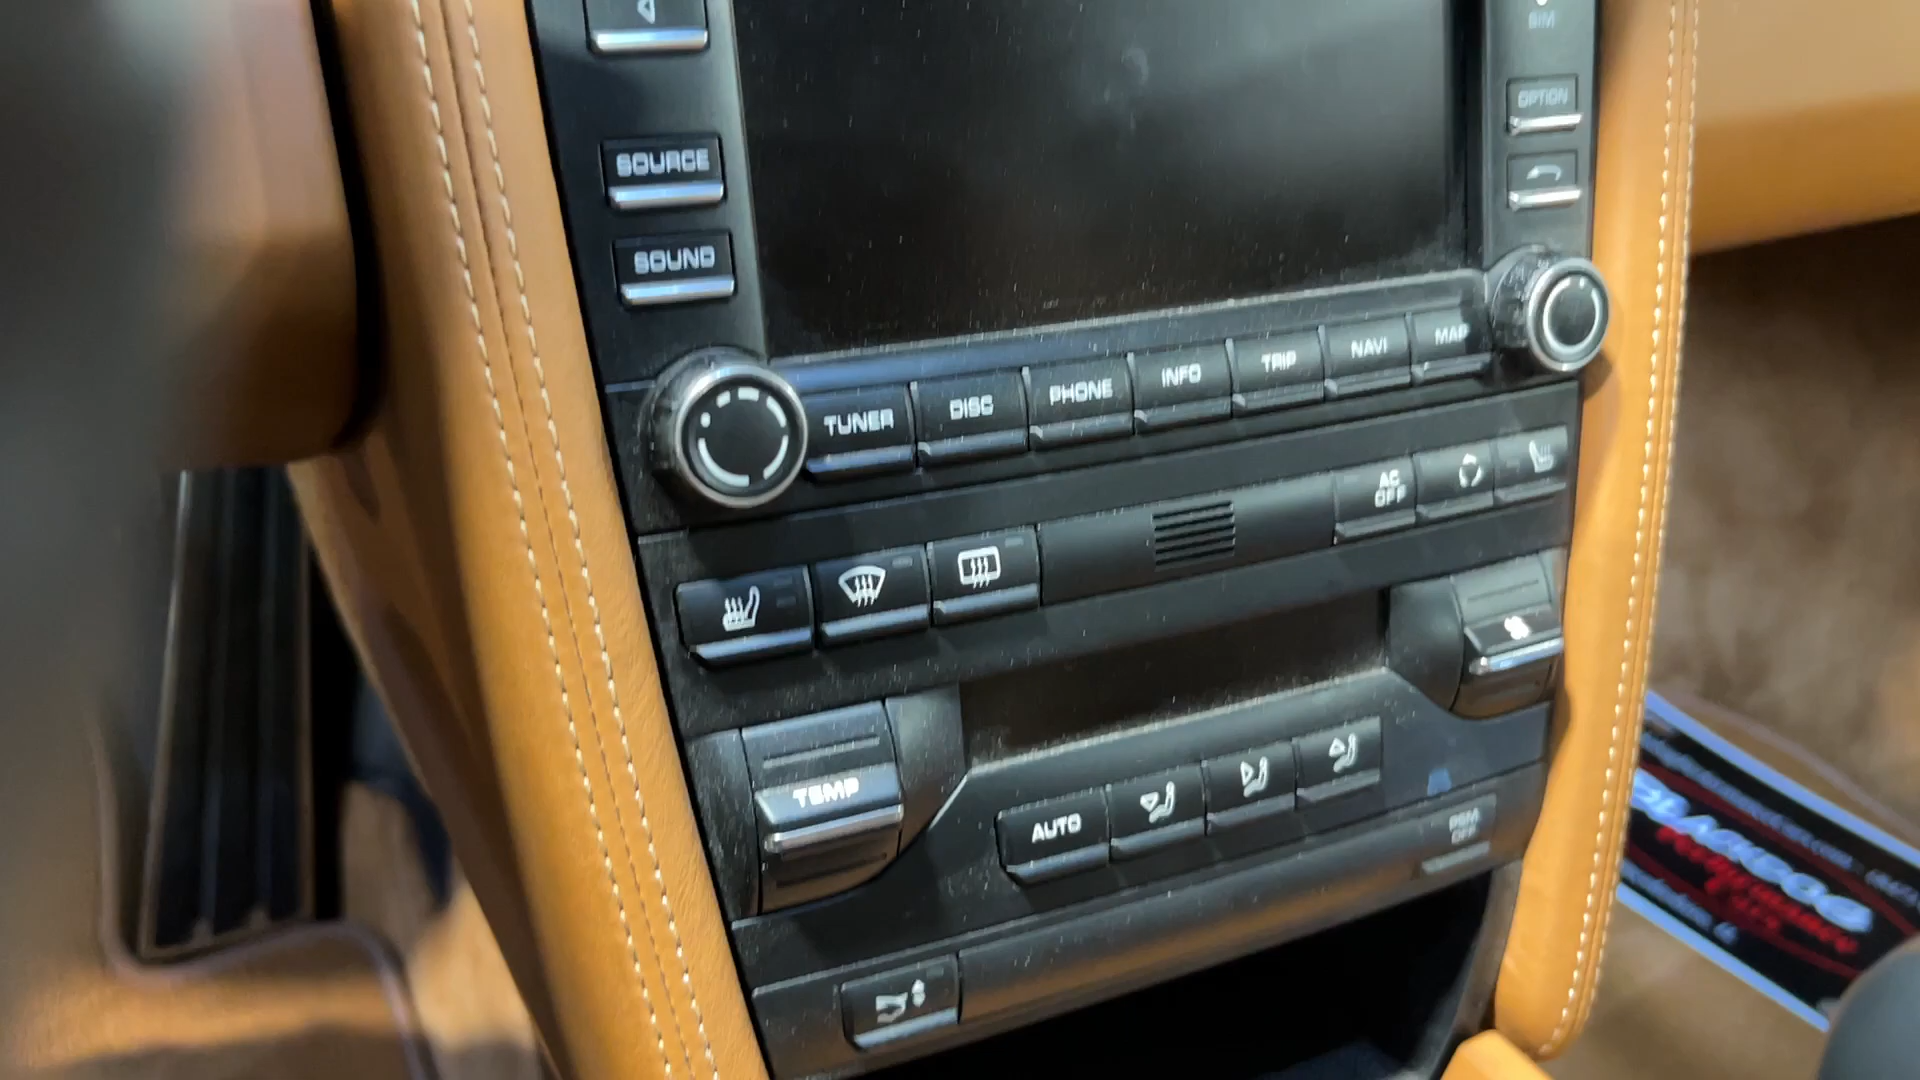 SIM
OPTION
SOURCE
SOUND
TUNER
DISC
PHONE
INFO
TRIP
NAVI
MAP
AC
OFF
TEMP
AUTO
PSM
OFF